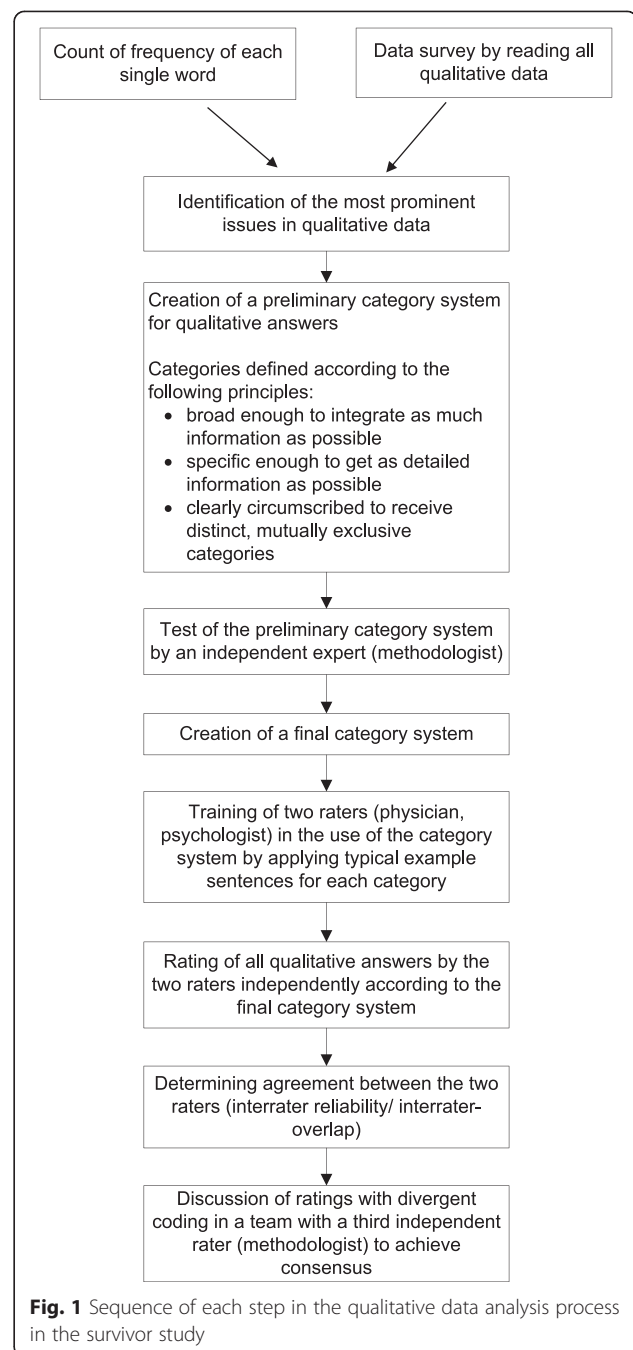 Count of frequency of each
single word
Data survey by reading all
qualitative data
Identification of the most prominent
issues in qualitative data
Creation of a preliminary category system
for qualitative answers
Categories defined according to the
following principles:
• broad enough to integrate as much
information as possible
• specific enough to get as detailed
information as possible
• clearly circumscribed to receive
distinct, mutually exclusive
categories
Test of the preliminary category system
by an independent expert (methodologist)
Creation of a final category system
Training of two raters (physician,
psychologist) in the use of the category
system by applying typical example
sentences for each category
Rating of all qualitative answers by the
two raters independently according to the
final category system
Determining agreement between the two
raters (interrater reliability/ interrater-
overlap)
Discussion of ratings with divergent
coding in a team with a third independent
rater (methodologist) to achieve
consensus
Fig. 1 Sequence of each step in the qualitative data analysis process
in the survivor study